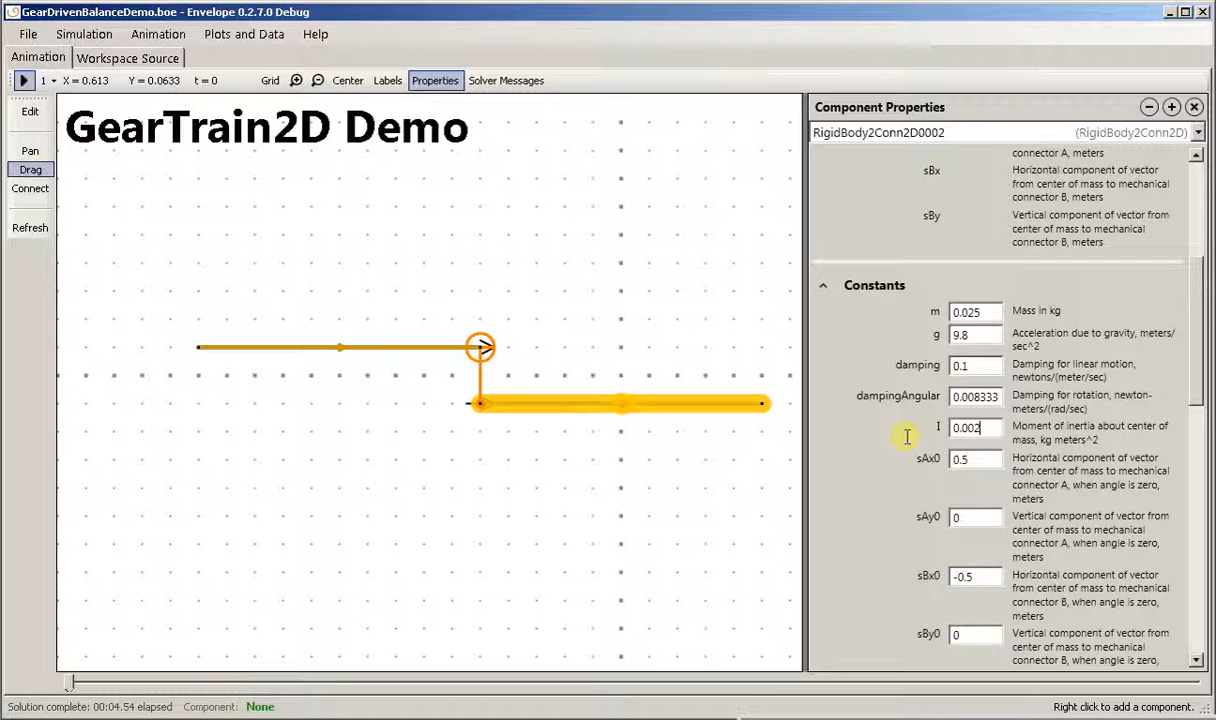 GearDrivenBalanceDemo.boe - Envelope 0.2.7.0 Debug
File Simulation Animation Plots and Data Help
Animation Workspace Source
1 X = 0.613 Y = 0.0633 t = 0 Grid Center Labels Properties Solver Messages
Edit
Pan
Drag
Connect
Refresh
GearTrain2D Demo
Component Properties
RigidBody2Conn2D0002 (RigidBody2Conn2D)
connector A, meters
sBx Horizontal component of vector
from center of mass to mechanical
connector B, meters
sBy Vertical component of vector from
center of mass to mechanical
connector B, meters
Constants
m 0.025 Mass in kg
g 9.8 Acceleration due to gravity, meters/
sec^2
damping 0.1 Damping for linear motion,
newtons/(meter/sec)
dampingAngular 0.008333 Damping for rotation, newton-
meters/(rad/sec)
I 0.002 Moment of inertia about center of
mass, kg meters^2
sAx0 0.5 Horizontal component of vector
from center of mass to mechanical
connector A, when angle is zero,
meters
sAy0 0 Vertical component of vector from
center of mass to mechanical
connector A, when angle is zero,
meters
sBx0 -0.5 Horizontal component of vector
from center of mass to mechanical
connector B, when angle is zero,
meters
sBy0 0 Vertical component of vector from
center of mass to mechanical
connector B, when angle is zero,
Solution complete: 00:04.54 elapsed Component: None Right click to add a component.